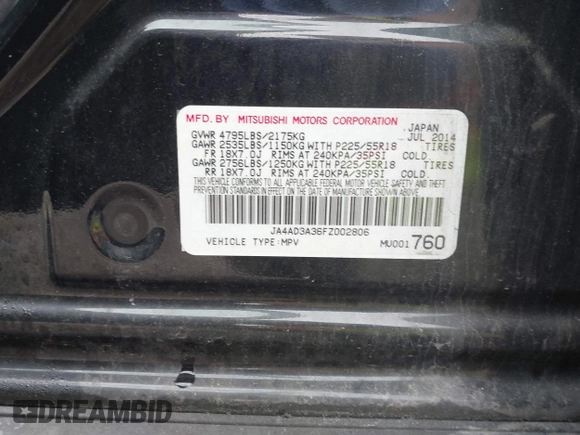 MFD. BY MITSUBISHI MOTORS CORPORATION JAPAN
GVWR 4795LBS/2175KG JUL 2014
GAWR 2535LBS/1150KG WITH P225/55R18 TIRES
FR 18X7.0J RIMS AT 240KPA/35PSI COLD
GAWR 2756LBS/1250KG WITH P225/55R18 TIRES
RR 18X7.0J RIMS AT 240KPA/35PSI COLD
THIS VEHICLE CONFORMS TO ALL APPLICABLE FEDERAL MOTOR VEHICLE SAFETY AND THEFT
PREVENTION STANDARDS IN EFFECT ON THE DATE OF MANUFACTURE SHOWN ABOVE.
JA4AD3A36FZ002806
VEHICLE TYPE:MPV MU001760
DREAMBID